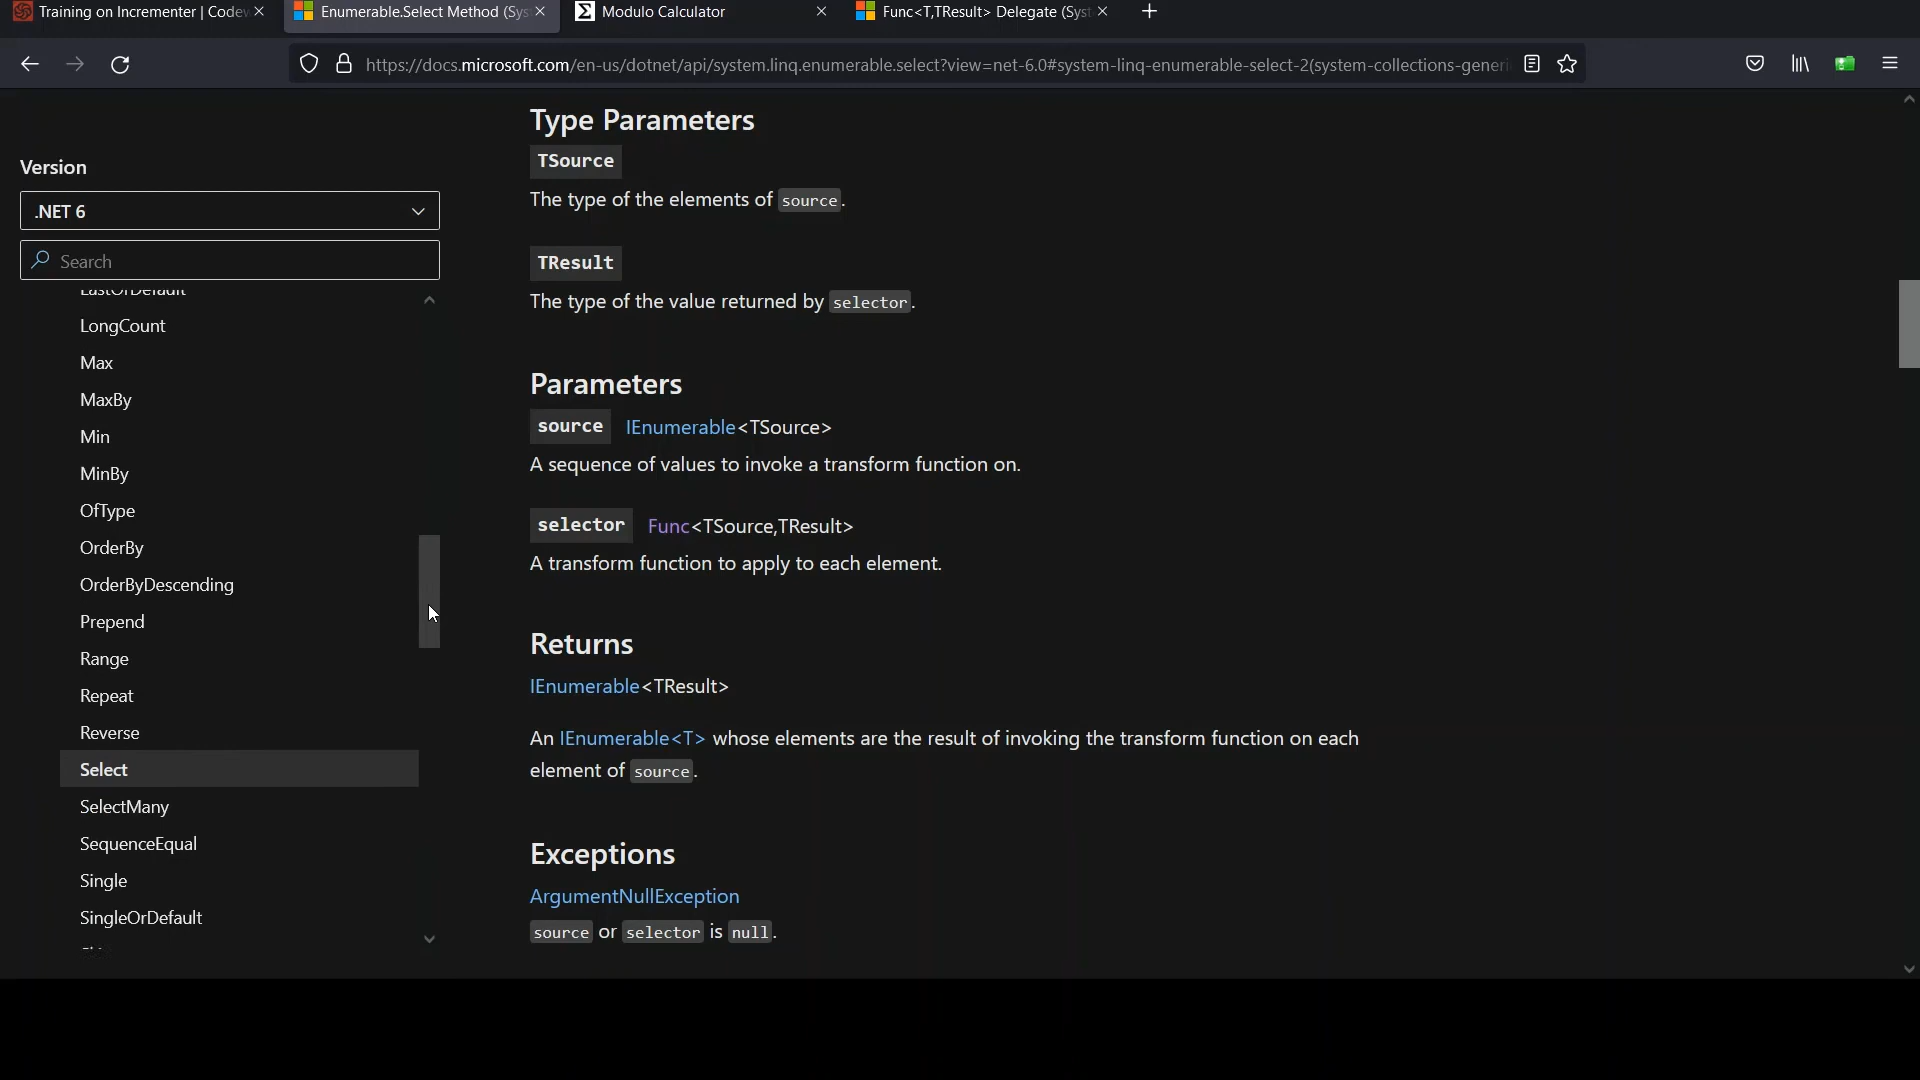 Training on Incrementer | Codew
Enumerable.Select Method (Sys
Modulo Calculator
Func<T,TResult> Delegate (Syst
https://docs.microsoft.com/en-us/dotnet/api/system.linq.enumerable.select?view=net-6.0#system-linq-enumerable-select-2(system-collections-generi
Version
.NET 6
Search
LastOrDefault
LongCount
Max
MaxBy
Min
MinBy
OfType
OrderBy
OrderByDescending
Prepend
Range
Repeat
Reverse
Select
SelectMany
SequenceEqual
Single
SingleOrDefault
Type Parameters
TSource
The type of the elements of source.
TResult
The type of the value returned by selector.
Parameters
source IEnumerable<TSource>
A sequence of values to invoke a transform function on.
selector Func<TSource,TResult>
A transform function to apply to each element.
Returns
IEnumerable<TResult>
An IEnumerable<T> whose elements are the result of invoking the transform function on each
element of source.
Exceptions
ArgumentNullException
source or selector is null.